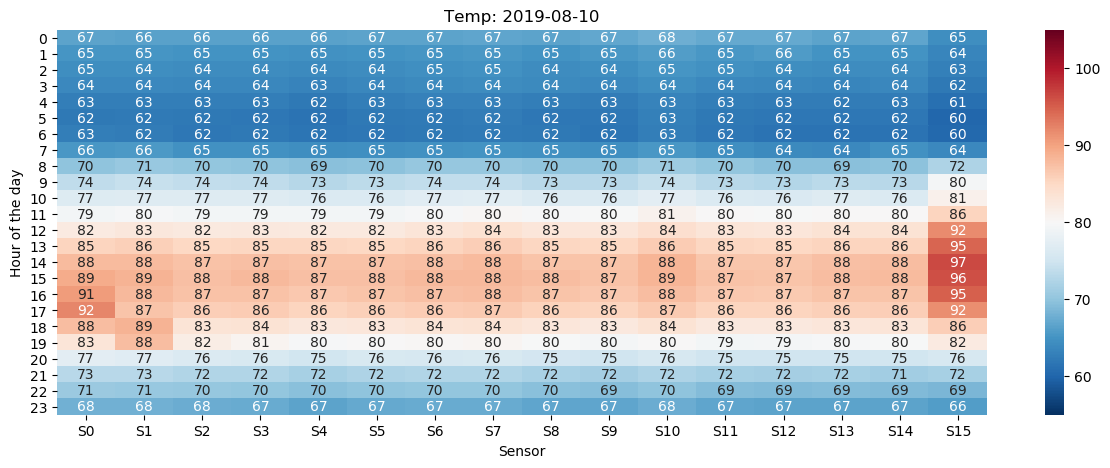 Temp: 2019-08-10
0 67 66 66 66 66 67 67 67 67 67 68 67 67 67 67 65
1 65 65 65 65 65 65 65 65 65 65 66 65 66 65 65 64
2 65 64 64 64 64 64 65 65 64 64 65 65 64 64 64 63
3 64 64 64 64 63 64 64 64 64 64 64 64 64 64 64 62
4 63 63 63 63 62 63 63 63 63 63 63 63 63 62 63 61
5 62 62 62 62 62 62 62 62 62 62 63 62 62 62 62 60
6 63 62 62 62 62 62 62 62 62 62 63 62 62 62 62 60
7 66 66 65 65 65 65 65 65 65 65 65 65 64 64 65 64
8 70 71 70 70 69 70 70 70 70 70 71 70 70 69 70 72
9 74 74 74 74 73 73 74 74 73 73 74 73 73 73 73 80
10 77 77 77 77 76 76 77 77 76 76 77 76 76 77 76 81
11 79 80 79 79 79 79 80 80 80 80 81 80 80 80 80 86
12 82 83 82 83 82 82 83 84 83 83 84 83 83 84 84 92
13 85 86 85 85 85 85 86 86 85 85 86 85 85 86 86 95
14 88 88 87 87 87 87 88 88 87 87 88 87 87 88 88 97
15 89 89 88 88 87 88 88 88 88 87 89 88 87 88 88 96
16 91 88 87 87 87 87 87 88 87 87 88 87 87 87 87 95
17 92 87 86 86 86 86 86 87 86 86 87 86 86 86 86 92
18 88 89 83 84 83 83 84 84 83 83 84 83 83 83 83 86
19 83 88 82 81 80 80 80 80 80 80 80 79 79 80 80 82
20 77 77 76 76 75 76 76 76 75 75 76 75 75 75 75 76
21 73 73 72 72 72 72 72 72 72 72 72 72 72 72 71 72
22 71 71 70 70 70 70 70 70 70 69 70 69 69 69 69 69
23 68 68 68 67 67 67 67 67 67 67 68 67 67 67 67 66
S0 S1 S2 S3 S4 S5 S6 S7 S8 S9 S10 S11 S12 S13 S14 S15
Sensor
Hour of the day
100
90
80
70
60